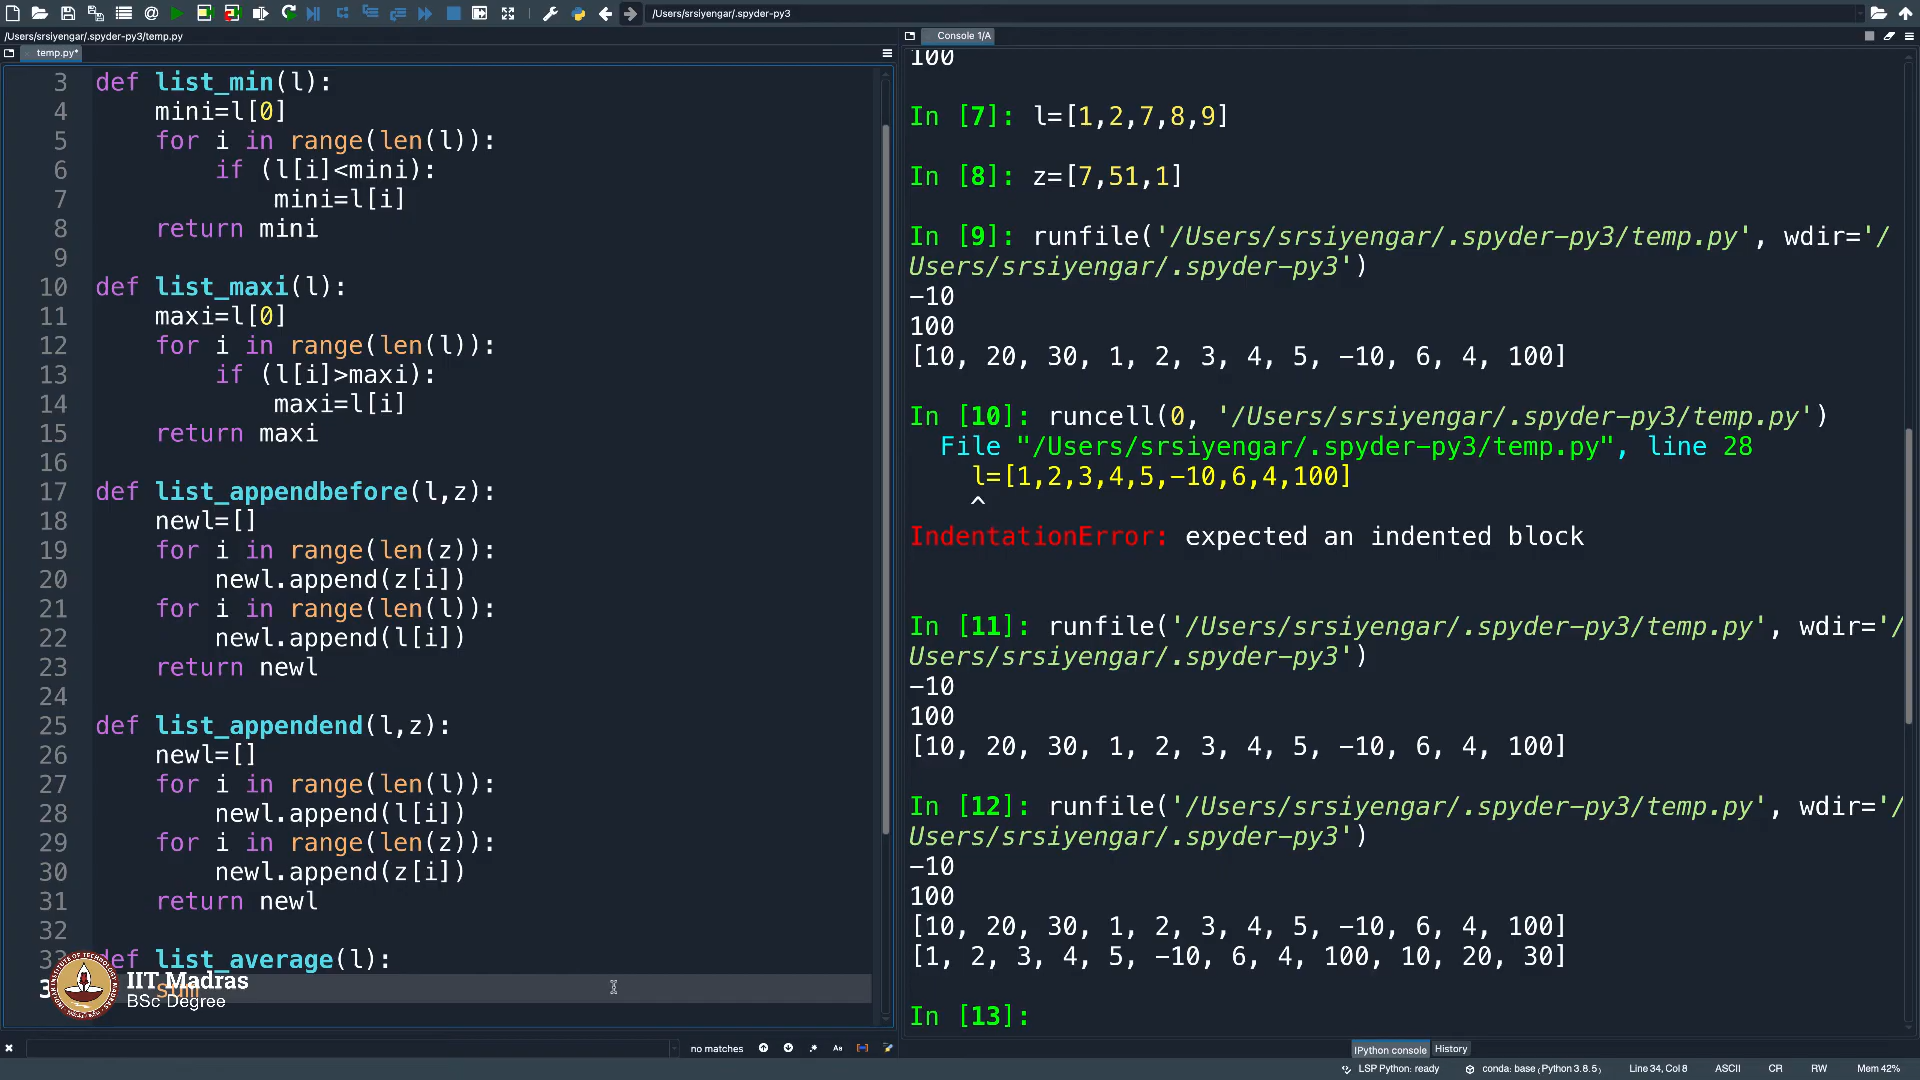 /Users/srsiyengar/.spyder-py3
/Users/srsiyengar/.spyder-py3/temp.py
temp.py*
3 def list_min(l):
4 mini=l[0]
5 for i in range(len(l)):
6 if (l[i]<mini):
7 mini=l[i]
8 return mini
9
10 def list_maxi(l):
11 maxi=l[0]
12 for i in range(len(l)):
13 if (l[i]>maxi):
14 maxi=l[i]
15 return maxi
16
17 def list_appendbefore(l,z):
18 newl=[]
19 for i in range(len(z)):
20 newl.append(z[i])
21 for i in range(len(l)):
22 newl.append(l[i])
23 return newl
24
25 def list_appendend(l,z):
26 newl=[]
27 for i in range(len(l)):
28 newl.append(l[i])
29 for i in range(len(z)):
30 newl.append(z[i])
31 return newl
32
def list_average(l):
IIT Madras
BSc Degree
no matches
Aa
Console 1/A
100
In [7]: l=[1,2,7,8,9]
In [8]: z=[7,51,1]
In [9]: runfile('/Users/srsiyengar/.spyder-py3/temp.py', wdir='/
Users/srsiyengar/.spyder-py3')
-10
100
[10, 20, 30, 1, 2, 3, 4, 5, -10, 6, 4, 100]
In [10]: runcell(0, '/Users/srsiyengar/.spyder-py3/temp.py')
File "/Users/srsiyengar/.spyder-py3/temp.py", line 28
l=[1,2,3,4,5,-10,6,4,100]
^
IndentationError: expected an indented block
In [11]: runfile('/Users/srsiyengar/.spyder-py3/temp.py', wdir='/
Users/srsiyengar/.spyder-py3')
-10
100
[10, 20, 30, 1, 2, 3, 4, 5, -10, 6, 4, 100]
In [12]: runfile('/Users/srsiyengar/.spyder-py3/temp.py', wdir='/
Users/srsiyengar/.spyder-py3')
-10
100
[10, 20, 30, 1, 2, 3, 4, 5, -10, 6, 4, 100]
[1, 2, 3, 4, 5, -10, 6, 4, 100, 10, 20, 30]
In [13]:
IPython console History
LSP Python: ready conda: base (Python 3.8.5) Line 34, Col 8 ASCII CR RW Mem 42%